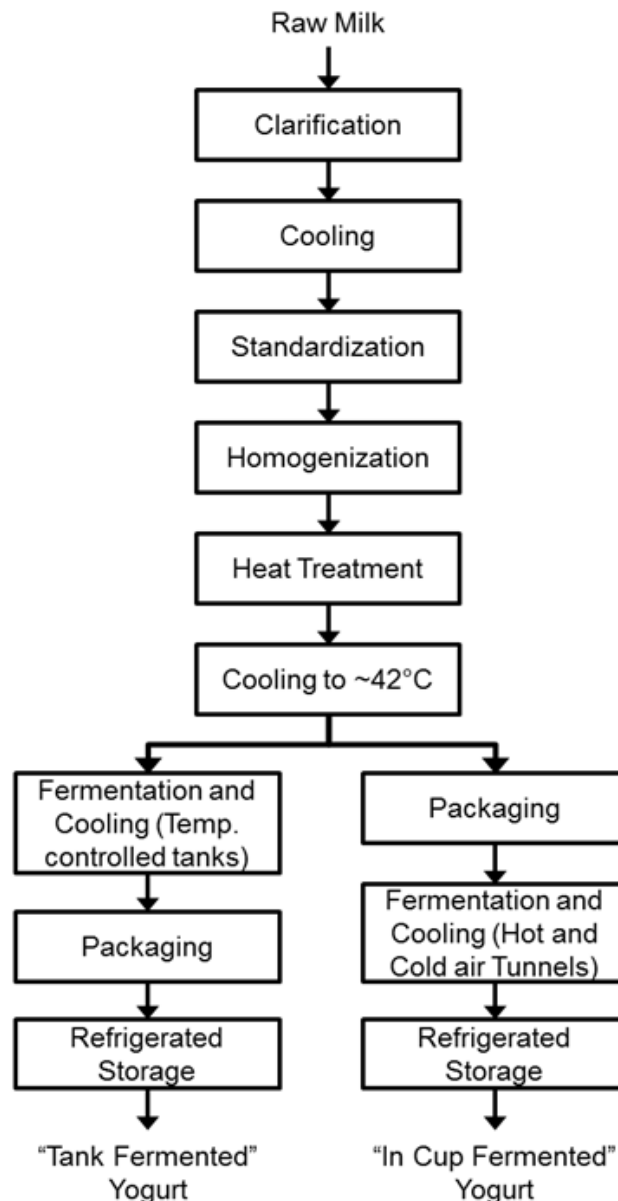 Raw Milk
Clarification
Cooling
Standardization
Homogenization
Heat Treatment
Cooling to ~42°C
Fermentation and
Cooling (Temp.
controlled tanks)
Packaging
Refrigerated
Storage
“Tank Fermented”
Yogurt
Packaging
Fermentation and
Cooling (Hot and
Cold air Tunnels)
Refrigerated
Storage
“In Cup Fermented”
Yogurt